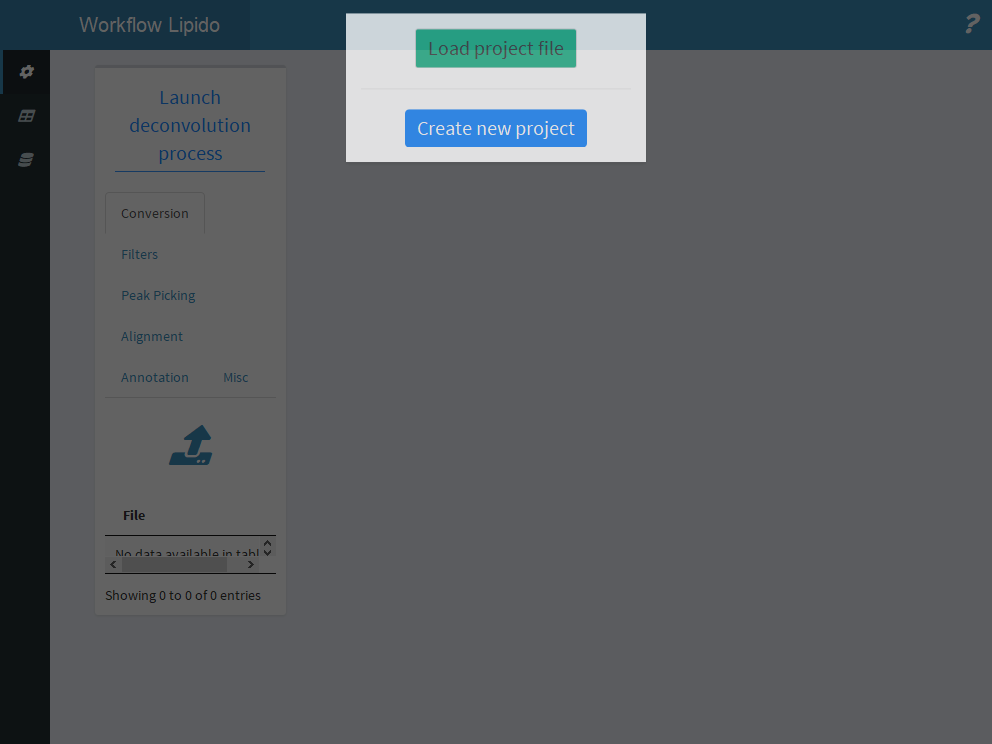 Workflow Lipido
?
Load project file
Create new project
Launch
deconvolution
process
Conversion
Filters
Peak Picking
Alignment
Annotation Misc
File
No data available in tabl
Showing 0 to 0 of 0 entries